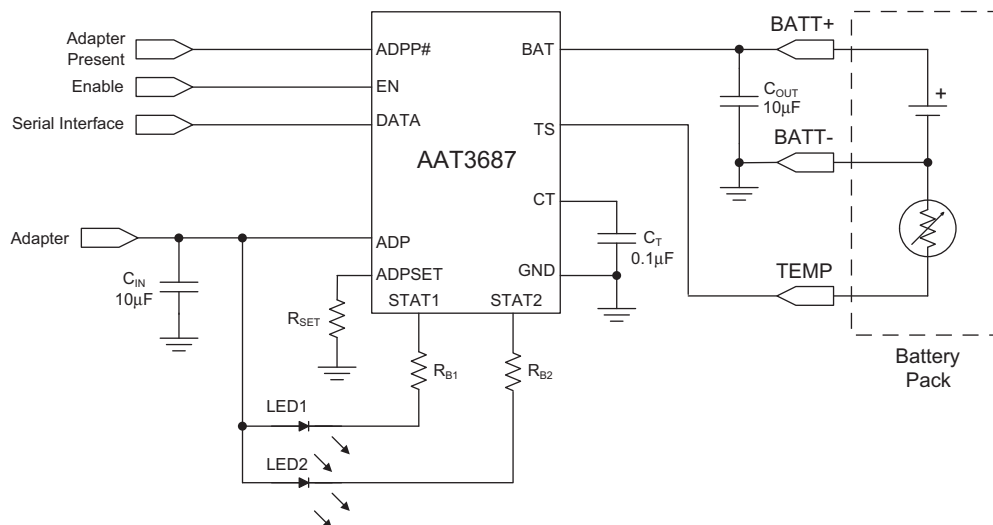 Adapter
Present
Enable
Serial Interface
Adapter
C_IN
10µF
R_SET
ADPP#
EN
DATA
ADP
ADPSET
STAT1
STAT2
AAT3687
BAT
TS
CT
GND
R_B1
R_B2
LED1
LED2
C_T
0.1µF
C_OUT
10µF
BATT+
BATT-
TEMP
+
Battery
Pack